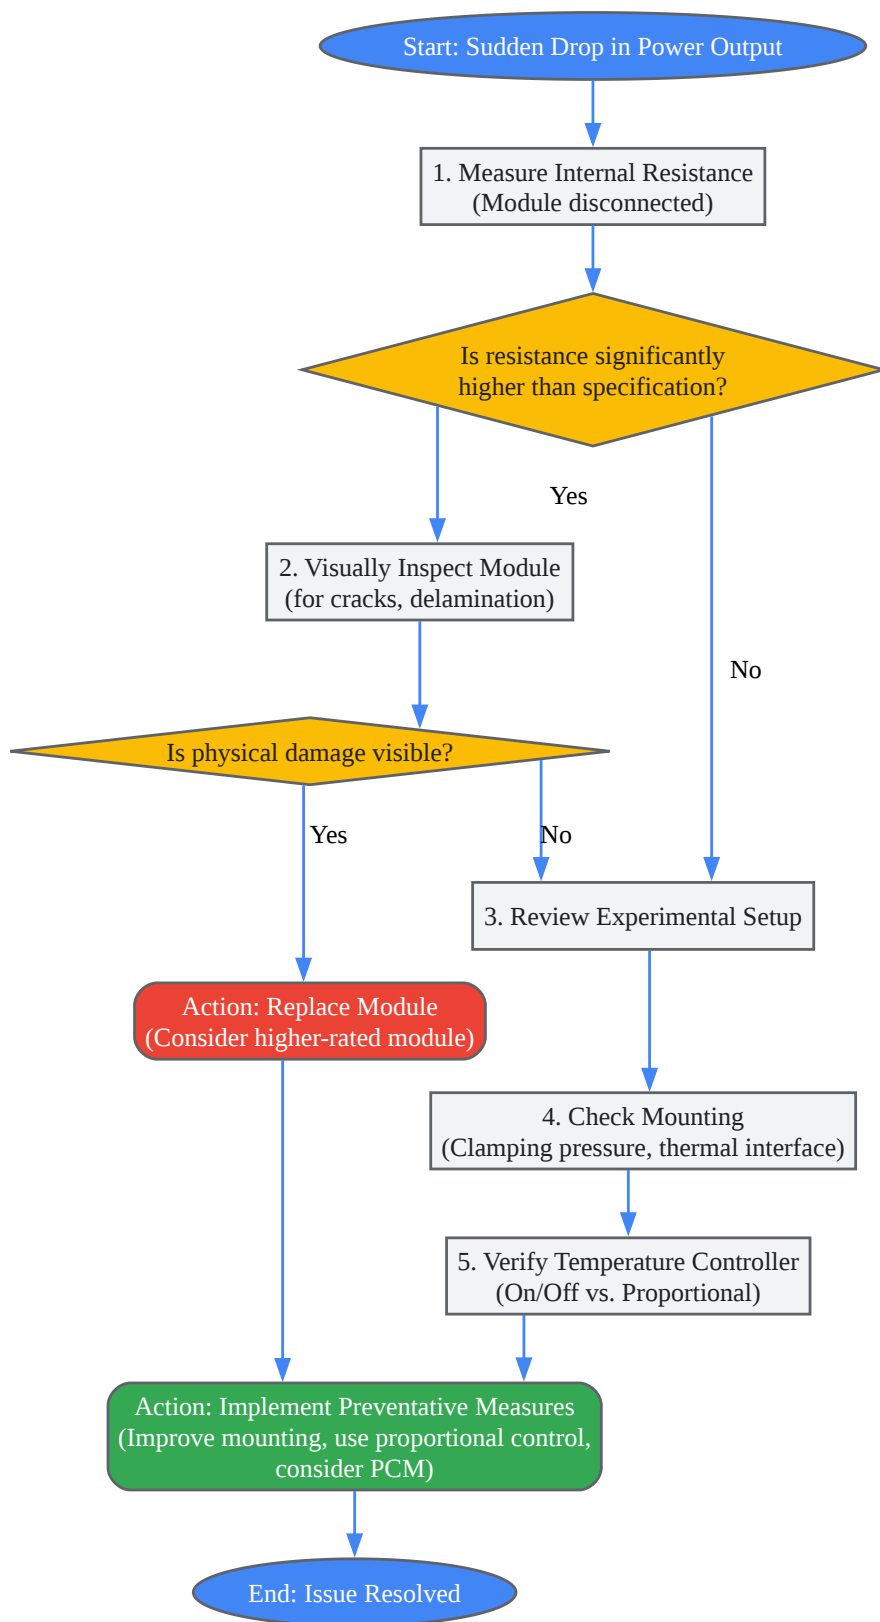 Start: Sudden Drop in Power Output
1. Measure Internal Resistance
(Module disconnected)
Is resistance significantly
higher than specification?
Yes
2. Visually Inspect Module
(for cracks, delamination)
No
Is physical damage visible?
Yes
No
3. Review Experimental Setup
Action: Replace Module
(Consider higher-rated module)
4. Check Mounting
(Clamping pressure, thermal interface)
5. Verify Temperature Controller
(On/Off vs. Proportional)
Action: Implement Preventative Measures
(Improve mounting, use proportional control,
consider PCM)
End: Issue Resolved